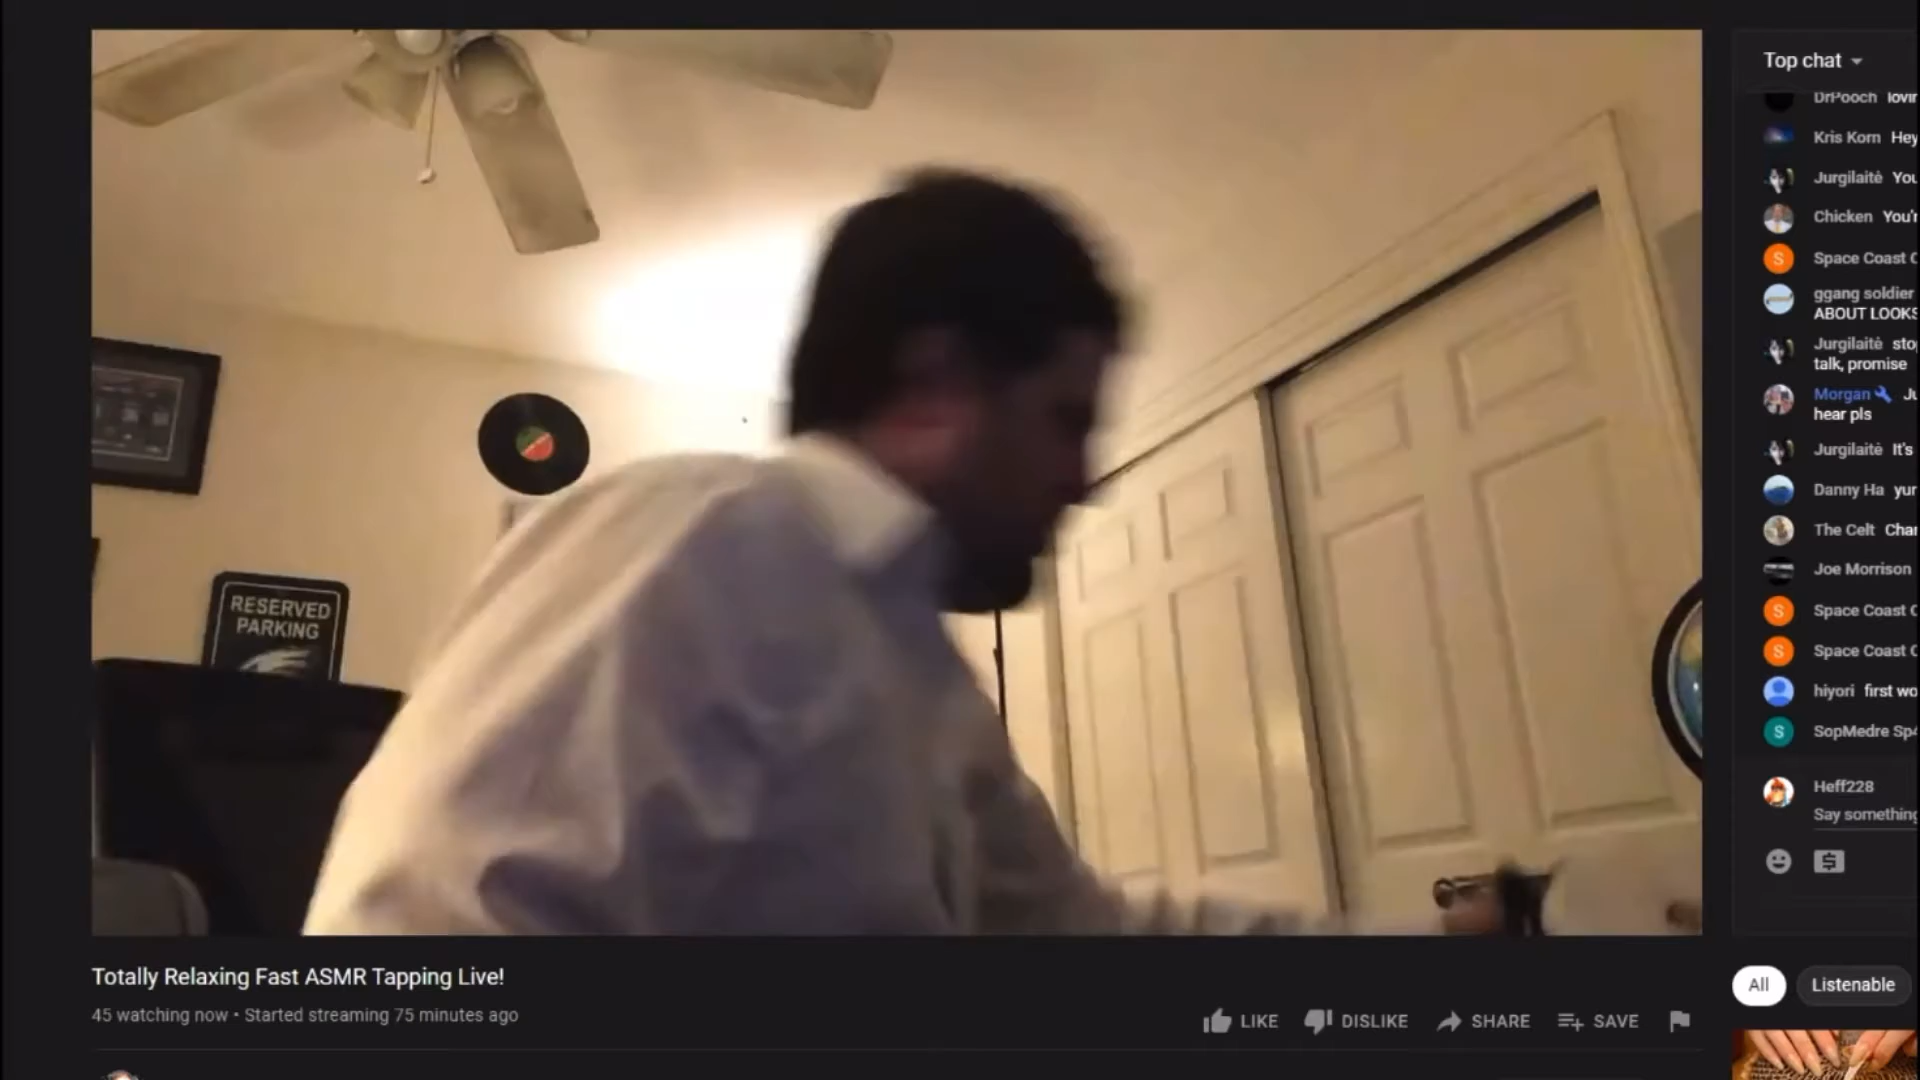 RESERVED
PARKING
Totally Relaxing Fast ASMR Tapping Live!
45 watching now • Started streaming 75 minutes ago
LIKE
DISLIKE
SHARE
SAVE
Top chat
DrPooch
Kris Korn Hey
Jurgilaitė You
Chicken You'r
Space Coast
ggang soldier
ABOUT LOOKS
Jurgilaitė
talk, promise
Morgan
hear pls
Jurgilaitė It's
Danny Ha
The Celt
Joe Morrison
Space Coast
Space Coast
hiyori first
SopMedre
Heff228
Say something
All
Listenable